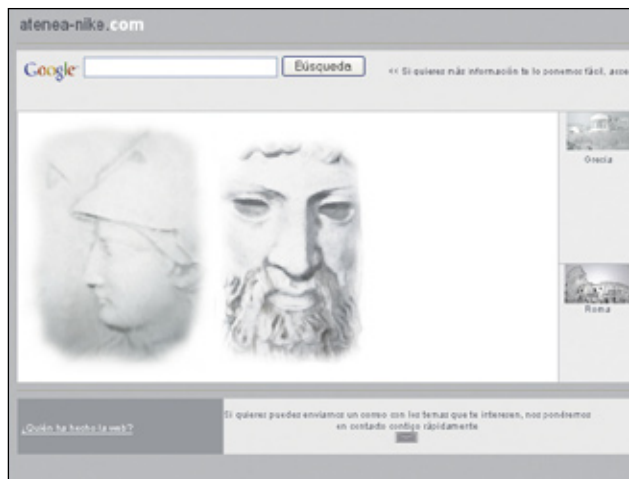 atenea-nike.com
Google Búsqueda << Si quieres más información te lo ponemos fácil, acce
Grecia
Roma
Si quieres puedes enviarnos un correo con los temas que te interesen, nos pondremos
¿Quién ha hecho la web? en contacto contigo rápidamente